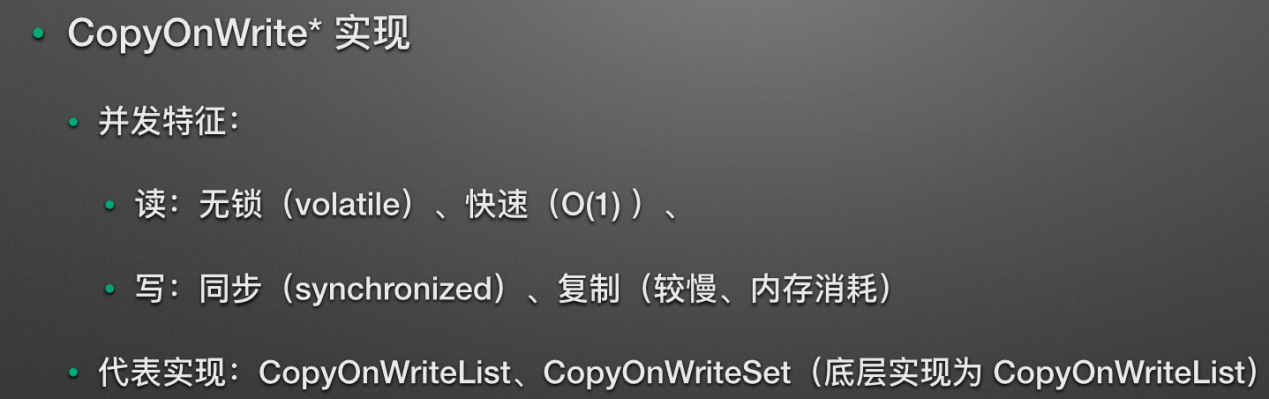 CopyOnWrite* 实现
并发特征：
读：无锁（volatile）、快速（O(1) ）、
写：同步（synchronized）、复制（较慢、内存消耗）
代表实现：CopyOnWriteList、CopyOnWriteSet（底层实现为 CopyOnWriteList）